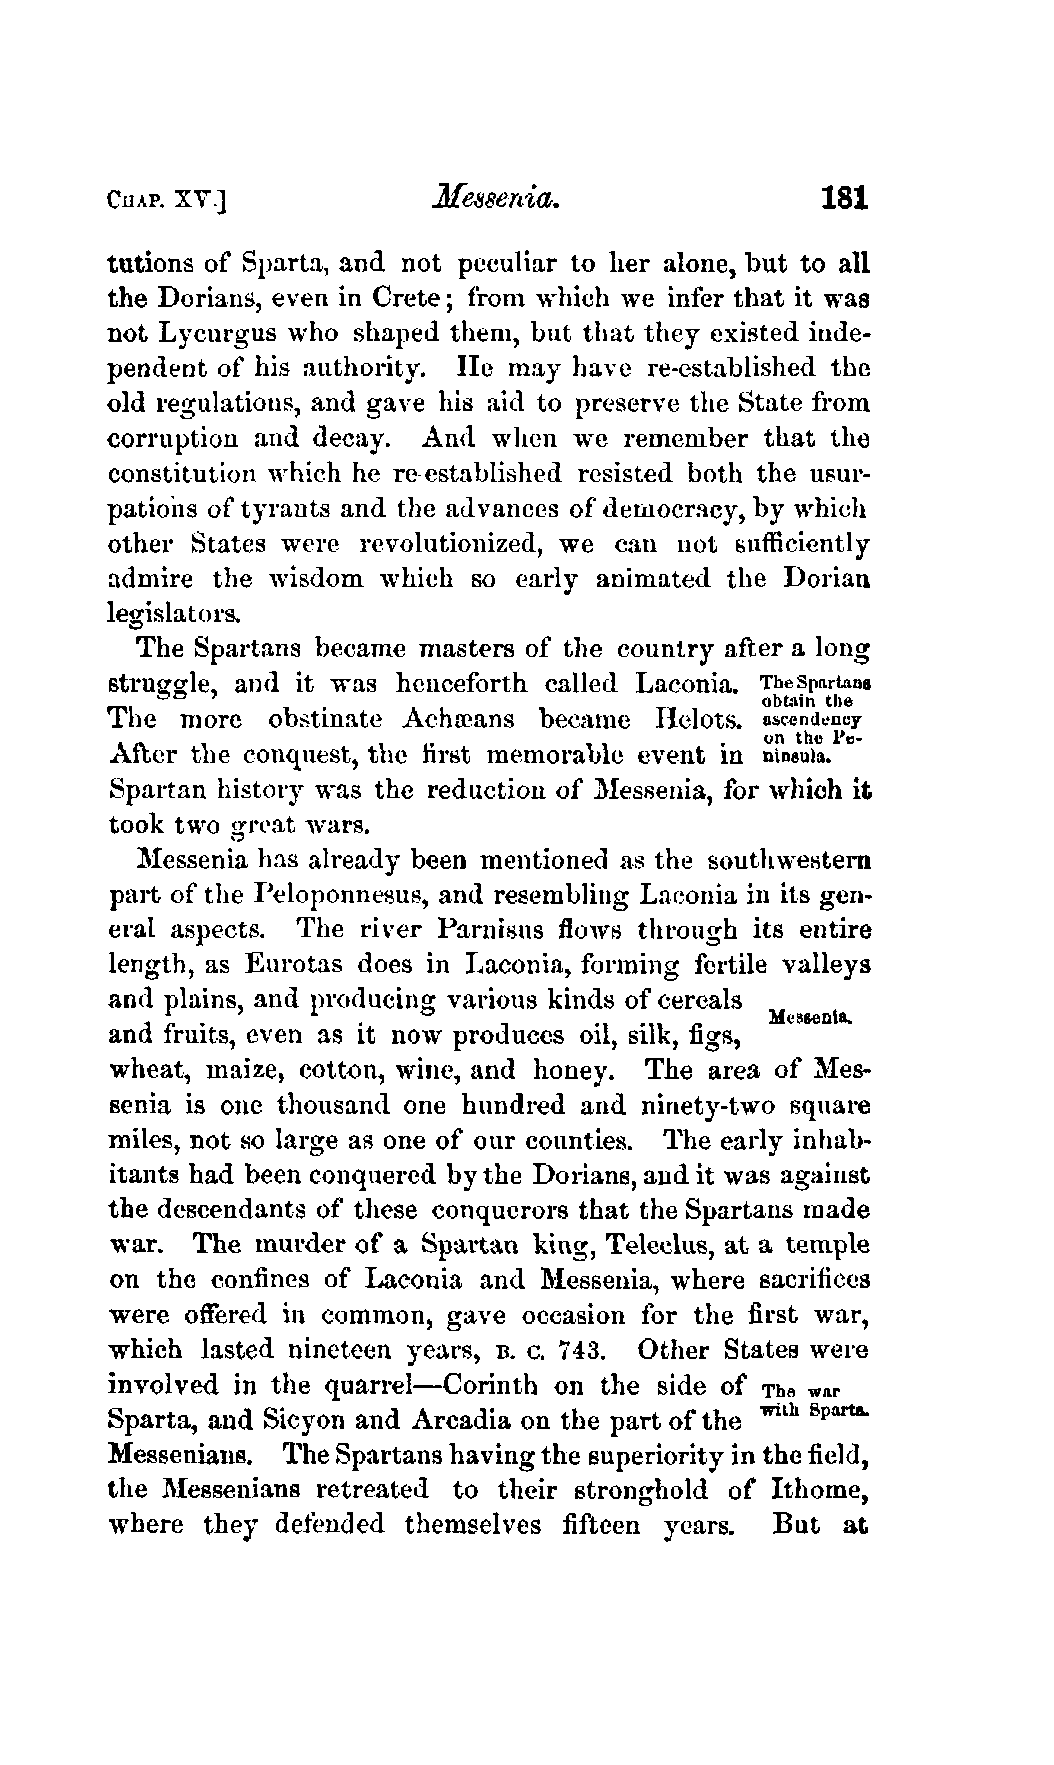 CHAP. XV.] Messenia. 181
tutions of Sparta, and not peculiar to her alone, but to all
the Dorians, even in Crete; from which we infer that it was
not Lycurgus who shaped them, but that they existed inde-
pendent of his authority. He may have re-established the
old regulations, and gave his aid to preserve the State from
corruption and decay. And when we remember that the
constitution which he re-established resisted both the usur-
pations of tyrants and the advances of democracy, by which
other States were revolutionized, we can not sufficiently
admire the wisdom which so early animated the Dorian
legislators.
The Spartans became masters of the country after a long
struggle, and it was henceforth called Laconia.
The more obstinate Achæans became Helots.
After the conquest, the first memorable event in
The Spartans
obtain the
ascendency
on the Pe-
ninsula.
Spartan history was the reduction of Messenia, for which it
took two great wars.
Messenia has already been mentioned as the southwestern
part of the Peloponnesus, and resembling Laconia in its gen-
eral aspects. The river Parnisus flows through its entire
length, as Eurotas does in Laconia, forming fertile valleys
and plains, and producing various kinds of cereals
and fruits, even as it now produces oil, silk, figs,
Messenia.
wheat, maize, cotton, wine, and honey. The area of Mes-
senia is one thousand one hundred and ninety-two square
miles, not so large as one of our counties. The early inhab-
itants had been conquered by the Dorians, and it was against
the descendants of these conquerors that the Spartans made
war. The murder of a Spartan king, Teleclus, at a temple
on the confines of Laconia and Messenia, where sacrifices
were offered in common, gave occasion for the first war,
which lasted nineteen years, B. C. 743. Other States were
involved in the quarrel—Corinth on the side of
Sparta, and Sicyon and Arcadia on the part of the
The war
with Sparta.
Messenians. The Spartans having the superiority in the field,
the Messenians retreated to their stronghold of Ithome,
where they defended themselves fifteen years. But at